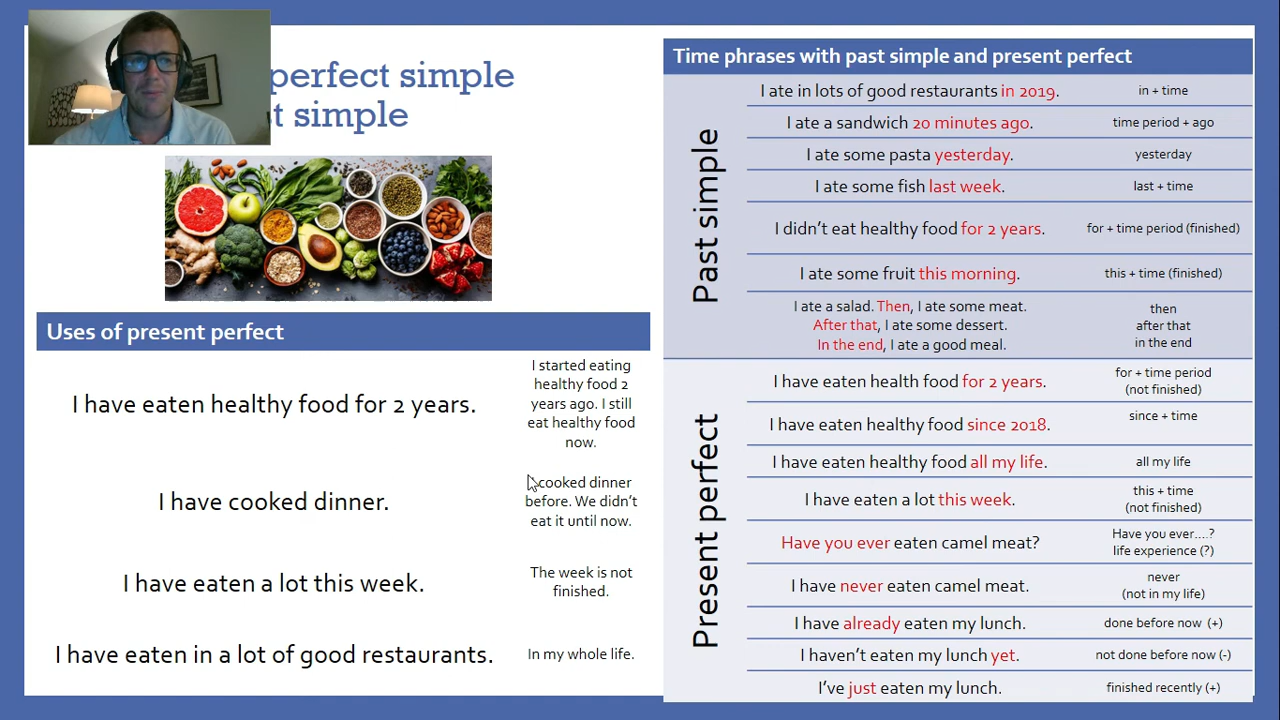 perfect simple
t simple
Uses of present perfect
I have eaten healthy food for 2 years.
I started eating
healthy food 2
years ago. I still
eat healthy food
now.
I have cooked dinner.
cooked dinner
before. We didn't
eat it until now.
I have eaten a lot this week.
The week is not
finished.
I have eaten in a lot of good restaurants.
In my whole life.
Time phrases with past simple and present perfect
Past simple
I ate in lots of good restaurants in 2019.
in + time
I ate a sandwich 20 minutes ago.
time period + ago
I ate some pasta yesterday.
yesterday
I ate some fish last week.
last + time
I didn't eat healthy food for 2 years.
for + time period (finished)
I ate some fruit this morning.
this + time (finished)
I ate a salad. Then, I ate some meat.
After that, I ate some dessert.
In the end, I ate a good meal.
then
after that
in the end
Present perfect
I have eaten health food for 2 years.
for + time period
(not finished)
I have eaten healthy food since 2018.
since + time
I have eaten healthy food all my life.
all my life
I have eaten a lot this week.
this + time
(not finished)
Have you ever eaten camel meat?
Have you ever....?
life experience (?)
I have never eaten camel meat.
never
(not in my life)
I have already eaten my lunch.
done before now (+)
I haven't eaten my lunch yet.
not done before now (-)
I've just eaten my lunch.
finished recently (+)